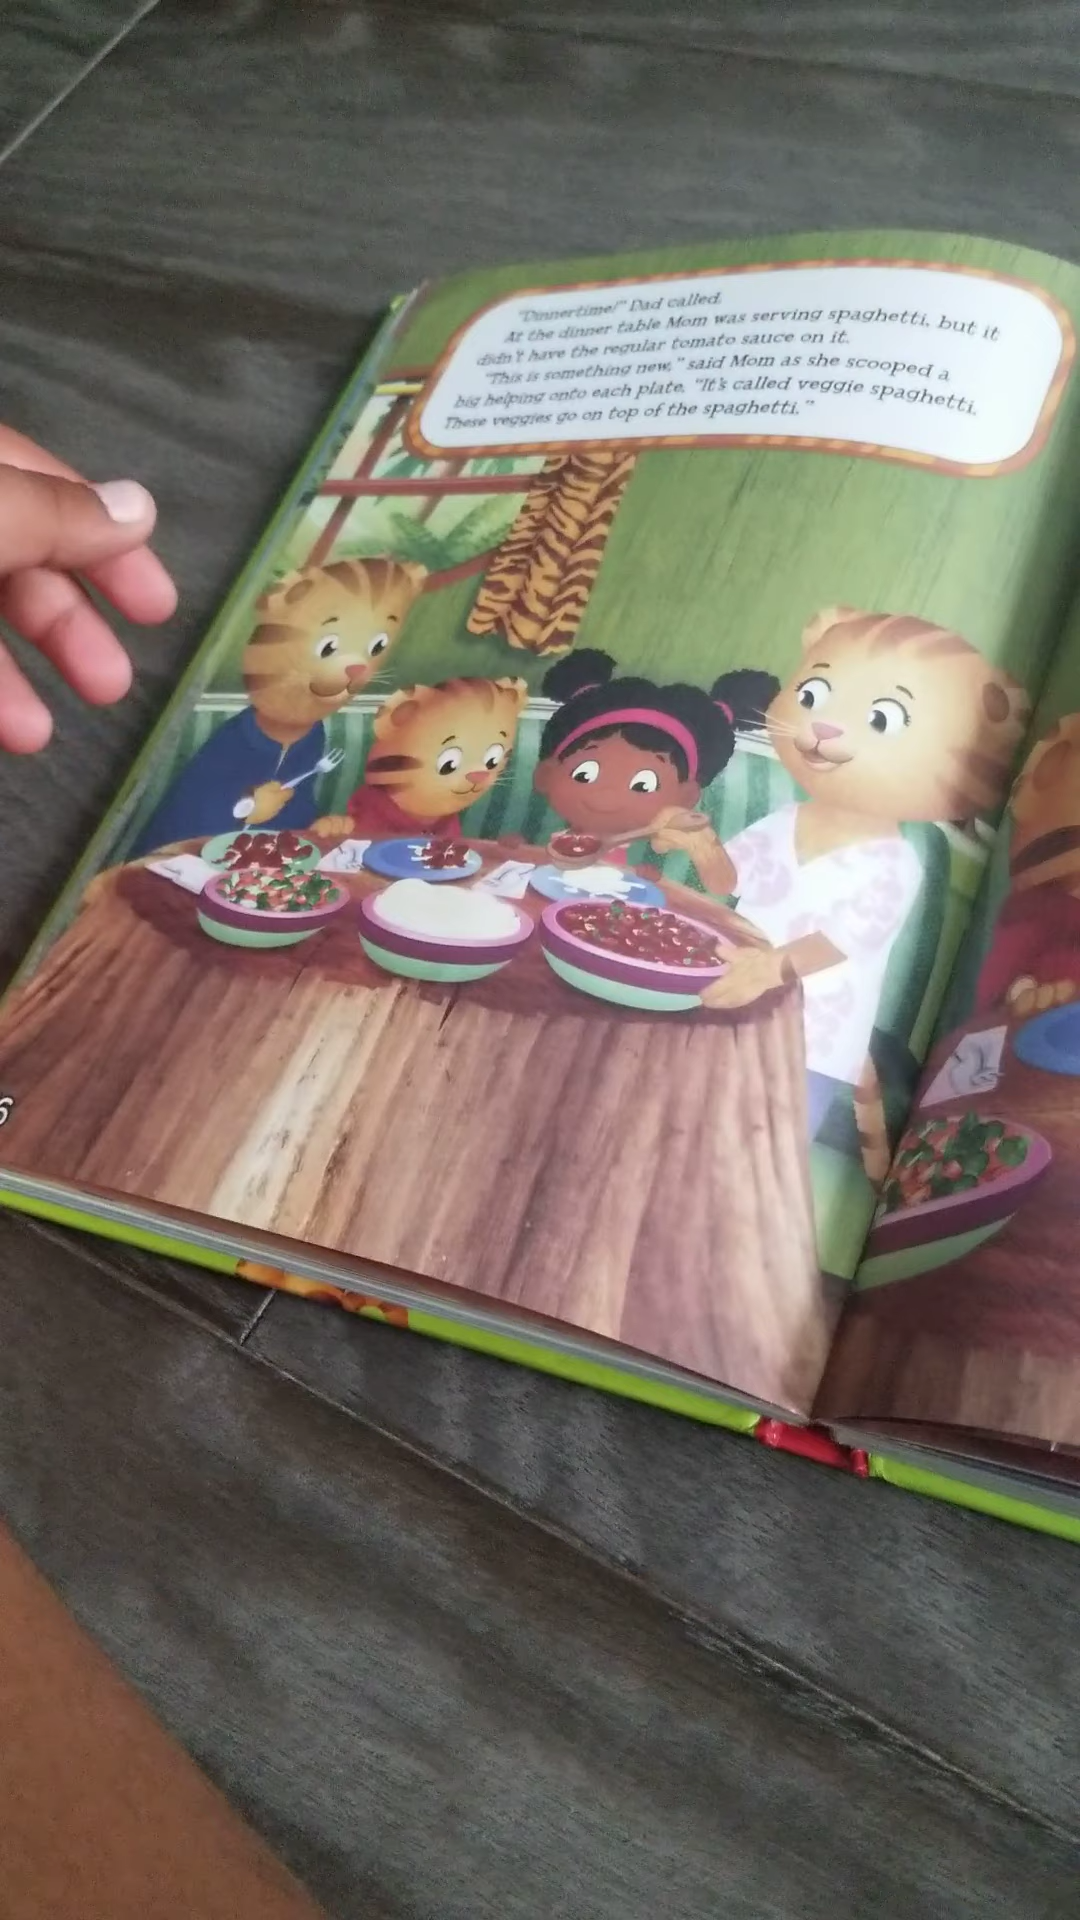 "Dinnertime!" Dad called.
At the dinner table Mom was serving spaghetti, but it
didn't have the regular tomato sauce on it.
"This is something new," said Mom as she scooped a
big helping onto each plate. "It's called veggie spaghetti.
These veggies go on top of the spaghetti."
6